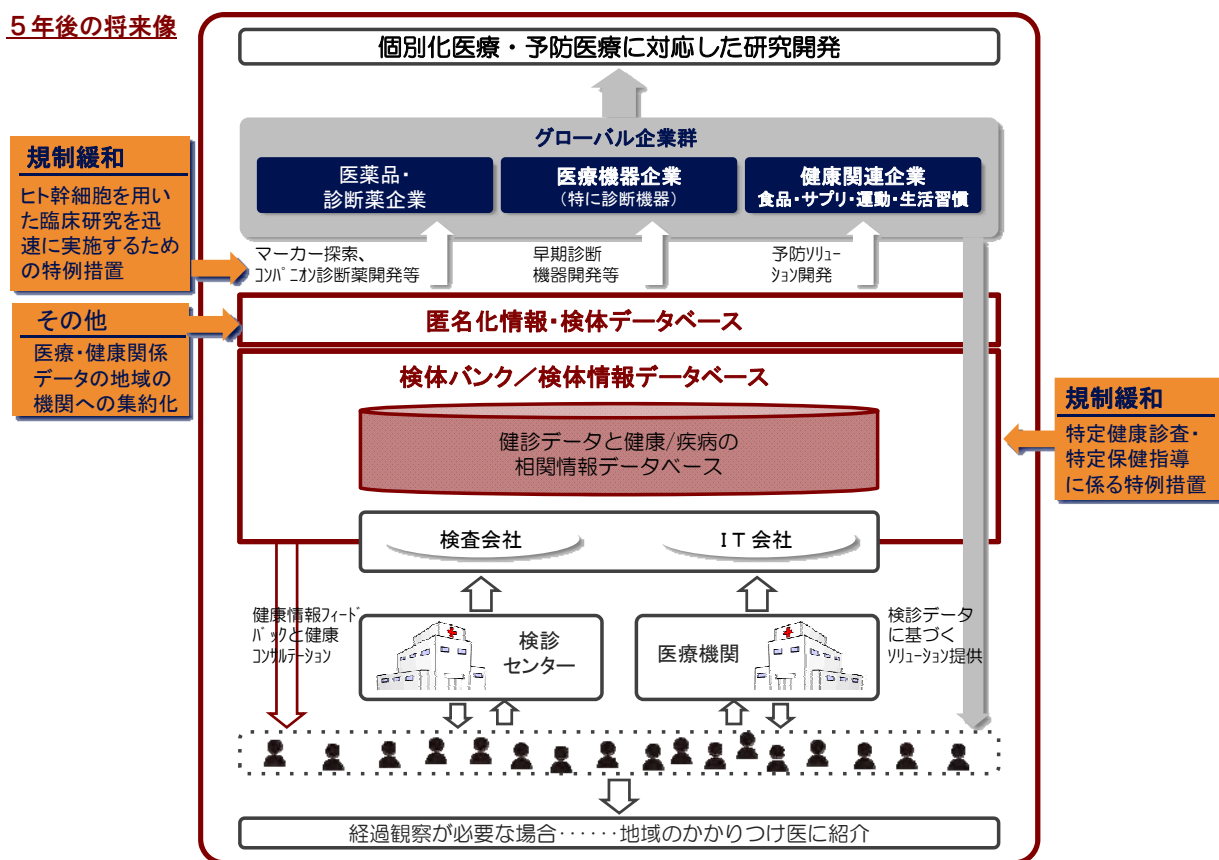 ５年後の将来像
個別化医療・予防医療に対応した研究開発
グローバル企業群
医薬品・
診断薬企業
医療機器企業
(特に診断機器)
健康関連企業
食品・サプリ・運動・生活習慣
規制緩和
ヒト幹細胞を用い
た臨床研究を迅
速に実施するため
の特例措置
マーカー探索、
ｺﾝﾊﾟﾆｵﾝ診断薬開発等
早期診断
機器開発等
予防ｿﾘｭｰ
ｼｮﾝ開発
その他
医療・健康関係
データの地域の
機関への集約化
匿名化情報・検体データベース
検体バンク／検体情報データベース
健診データと健康/疾病の
相関情報データベース
規制緩和
特定健康診査・
特定保健指導
に係る特例措置
検査会社
ＩＴ会社
健康情報ﾌｨｰﾄﾞ
ﾊﾞｯｸと健康
ｺﾝｻﾙﾃｰｼｮﾝ
検診
センター
医療機関
検診データ
に基づく
ｿﾘｭｰｼｮﾝ提供
経過観察が必要な場合‥‥‥地域のかかりつけ医に紹介